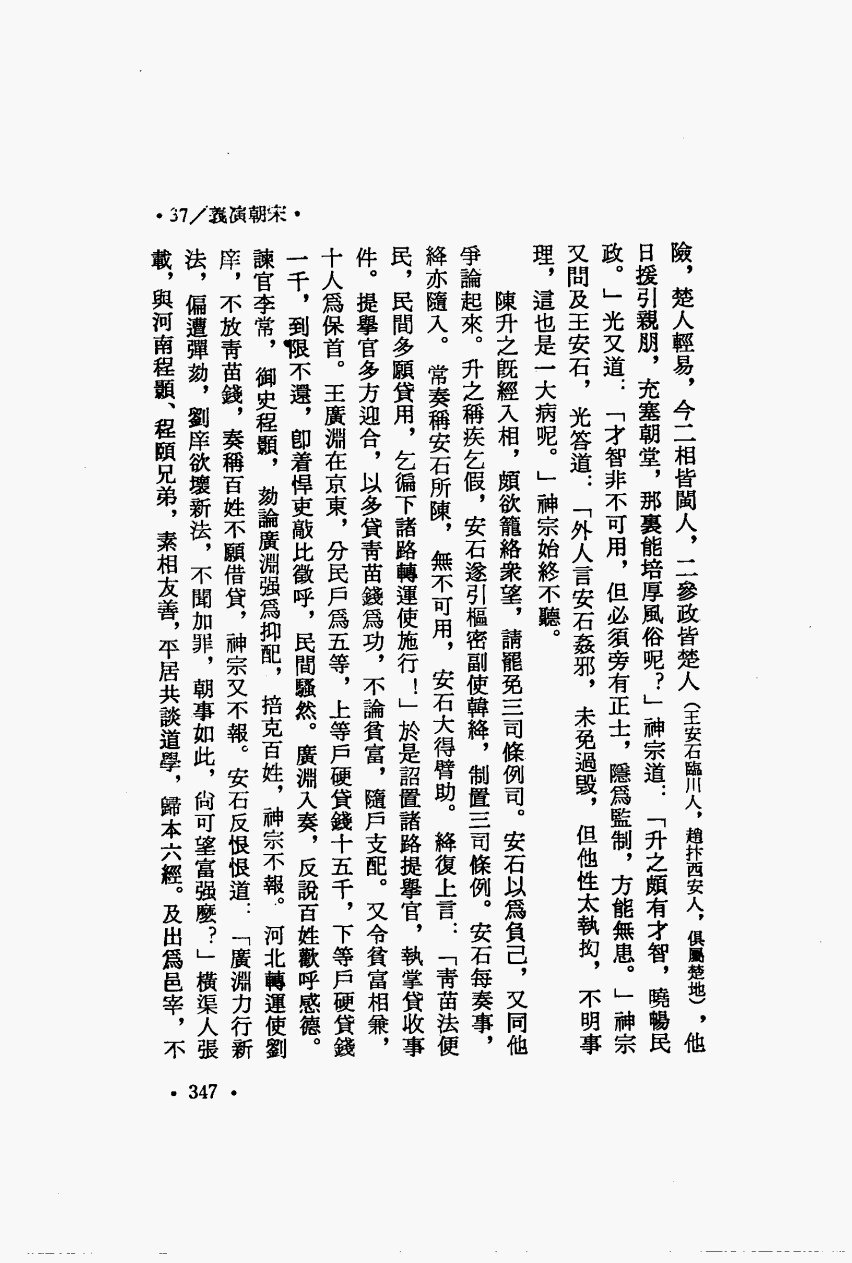 •37／義演朝宋•
險，楚人輕易，今二相皆閩人，二參政皆楚人（王安石臨川人，趙抃西安人，俱屬楚地），他
日援引親朋，充塞朝堂，那裏能培厚風俗呢？」神宗道：「升之頗有才智，曉暢民
政。」光又道：「才智非不可用，但必須旁有正士，隱爲監制，方能無患。」神宗
又問及王安石，光答道：「外人言安石姦邪，未免過毀，但他性太執拘，不明事
理，這也是一大病呢。」神宗始終不聽。
陳升之旣經入相，頗欲籠絡衆望，請罷免三司條例司。安石以爲負己，又同他
爭論起來。升之稱疾乞假，安石遂引樞密副使韓絳，制置三司條例。安石每奏事，
絳亦隨入。常奏稱安石所陳，無不可用，安石大得臂助。絳復上言：「靑苗法便
民，民間多願貸用，乞徧下諸路轉運使施行！」於是詔置諸路提擧官，執掌貸收事
件。提擧官多方迎合，以多貸靑苗錢爲功，不論貧富，隨戶支配。又令貧富相兼，
十人爲保首。王廣淵在京東，分民戶爲五等，上等戶硬貸錢十五千，下等戶硬貸錢
一千，到限不還，卽着悍吏敲比徵呼，民間騷然。廣淵入奏，反說百姓歡呼感德。
諫官李常，御史程顥，劾論廣淵强爲抑配，掊克百姓，神宗不報。河北轉運使劉
庠，不放靑苗錢，奏稱百姓不願借貸，神宗又不報。安石反恨恨道：「廣淵力行新
法，偏遭彈劾，劉庠欲壞新法，不聞加罪，朝事如此，尙可望富强麽？」橫渠人張
載，與河南程顥、程頤兄弟，素相友善，平居共談道學，歸本六經。及出爲邑宰，不
•347•